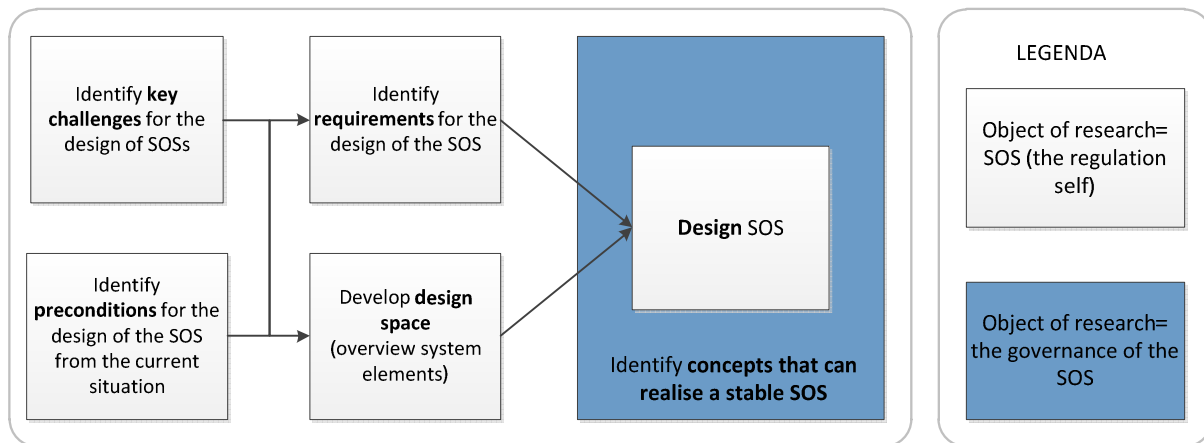 Identify key
challenges for the
design of SOSs
Identify
requirements for the
design of the SOS
Identify
preconditions for the
design of the SOS
from the current
situation
Develop design
space
(overview system
elements)
Design SOS
Identify concepts that can
realise a stable SOS
LEGENDA
Object of research=
SOS (the regulation
self)
Object of research=
the governance of the
SOS